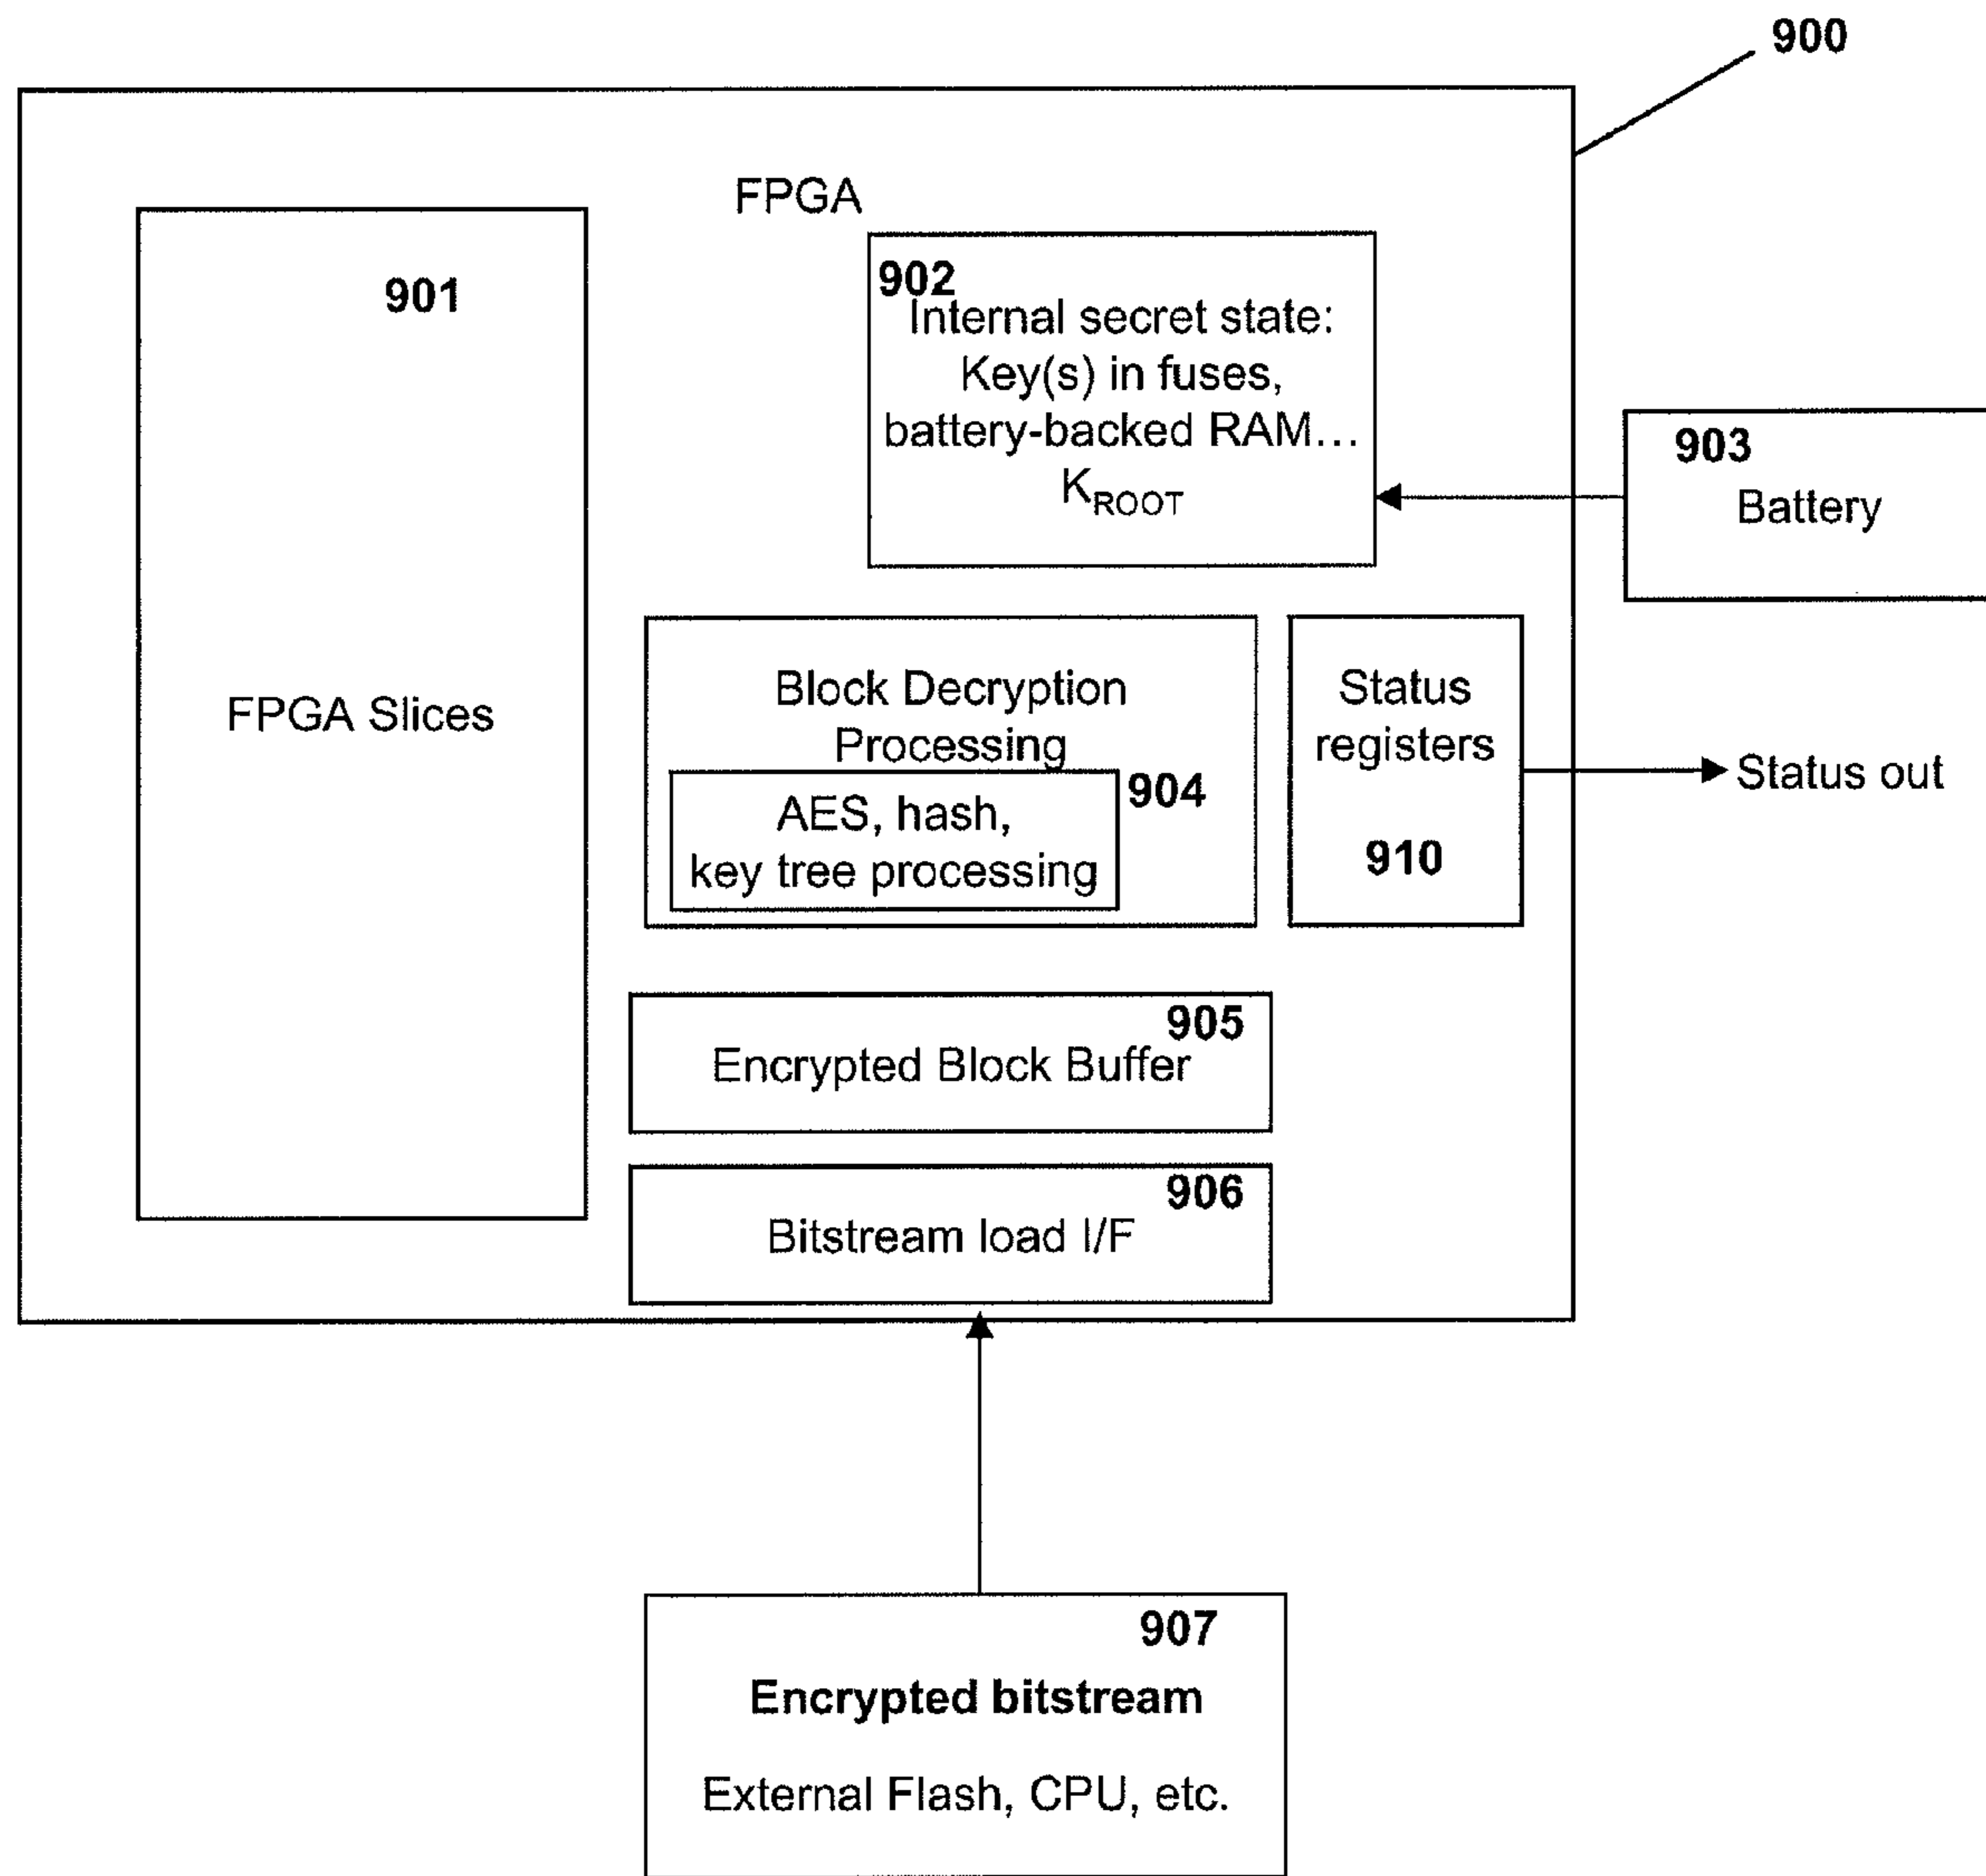 900
FPGA
901
FPGA Slices
902
Internal secret state:
Key(s) in fuses,
battery-backed RAM...
K_ROOT
903
Battery
Block Decryption
Processing
904
AES, hash,
key tree processing
Status
registers
910
Status out
905
Encrypted Block Buffer
906
Bitstream load I/F
907
Encrypted bitstream
External Flash, CPU, etc.